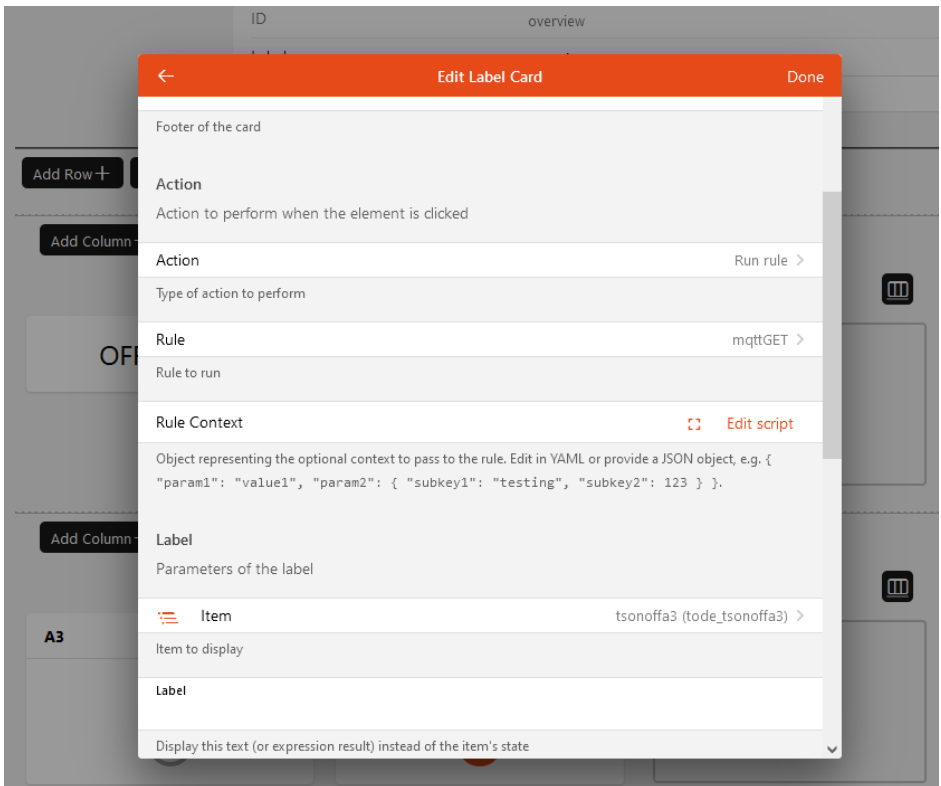 ID
overview
Edit Label Card
Done
Footer of the card
Add Row
Action
Action to perform when the element is clicked
Add Column
Action
Run rule
Type of action to perform
Rule
mqttGET
OFF
Rule to run
Rule Context
Edit script
Object representing the optional context to pass to the rule. Edit in YAML or provide a JSON object, e.g. {
"param1": "value1", "param2": { "subkey1": "testing", "subkey2": 123 } }.
Add Column
Label
Parameters of the label
Item
tsonoffa3 (tode_tsonoffa3)
A3
Item to display
Label
Display this text (or expression result) instead of the item's state